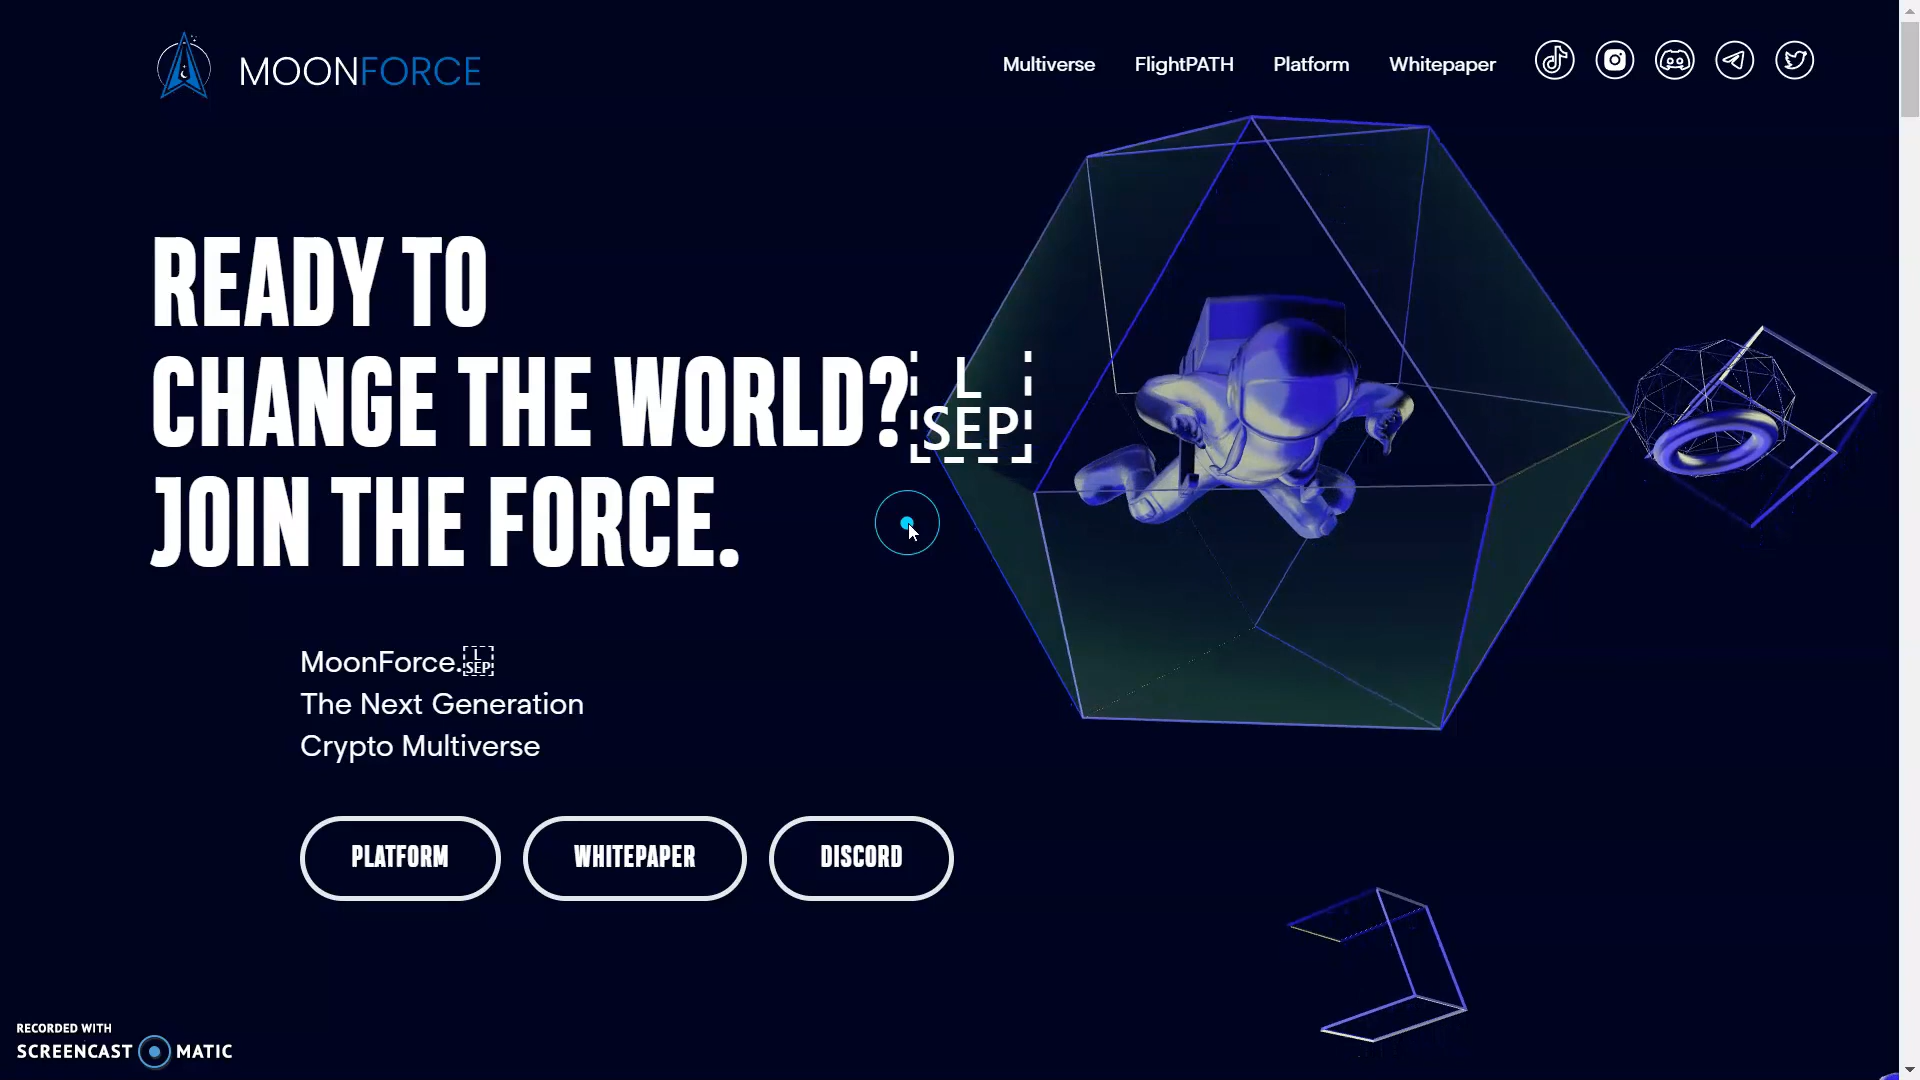 MOONFORCE
Multiverse FlightPATH Platform Whitepaper
READY TO
CHANGE THE WORLD? L SEP
JOIN THE FORCE.
MoonForce. L SEP
The Next Generation
Crypto Multiverse
PLATFORM WHITEPAPER DISCORD
RECORDED WITH
SCREENCAST MATIC